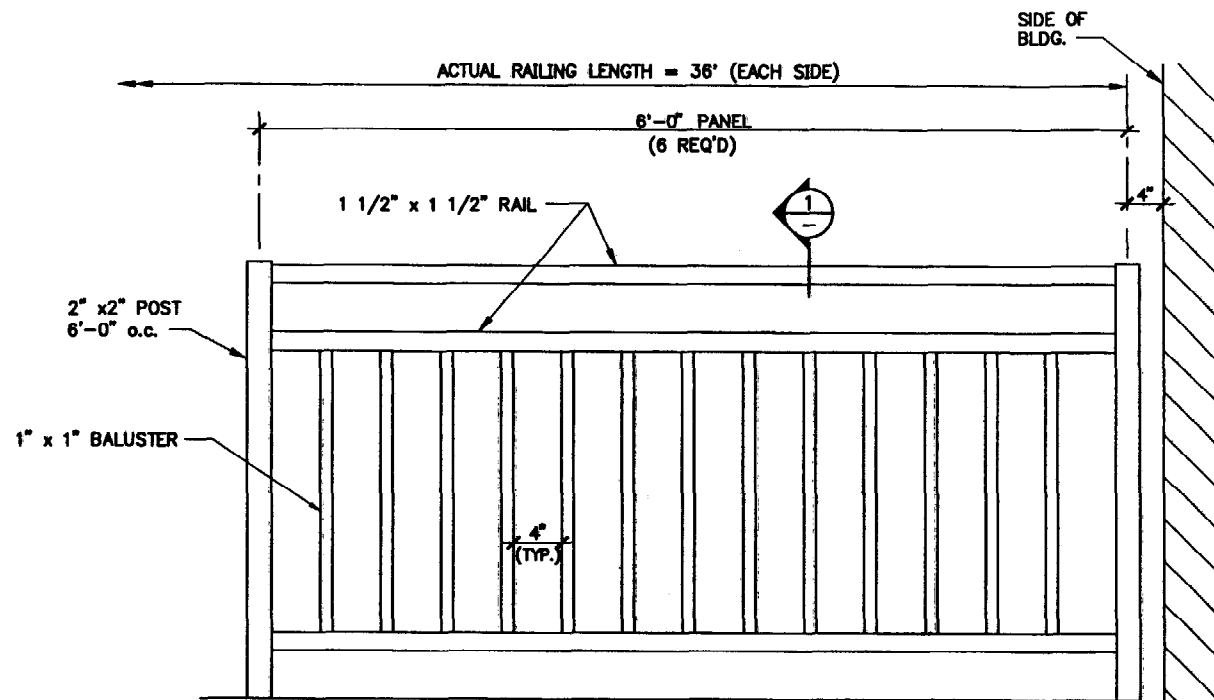 SIDE OF
BLDG.
ACTUAL RAILING LENGTH = 36' (EACH SIDE)
6'-0" PANEL
(6 REQ'D)
1 1/2" x 1 1/2" RAIL
1
-
4"
2" x2" POST
6'-0" o.c.
1" x 1" BALUSTER
4"
(TYP.)